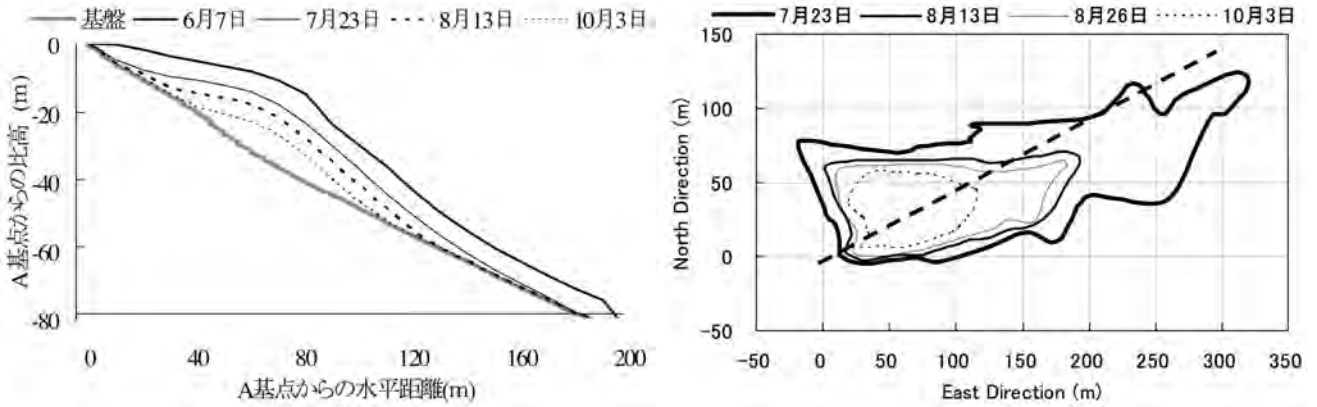 基盤 6月7日 7月23日 8月13日 10月3日
0
-20
-40
-60
-80
A基点からの比高 (m)
0 40 80 120 160 200
A基点からの水平距離(m)
7月23日 8月13日 8月26日 10月3日
150
100
50
0
-50
North Direction (m)
-50 0 50 100 150 200 250 300 350
East Direction (m)